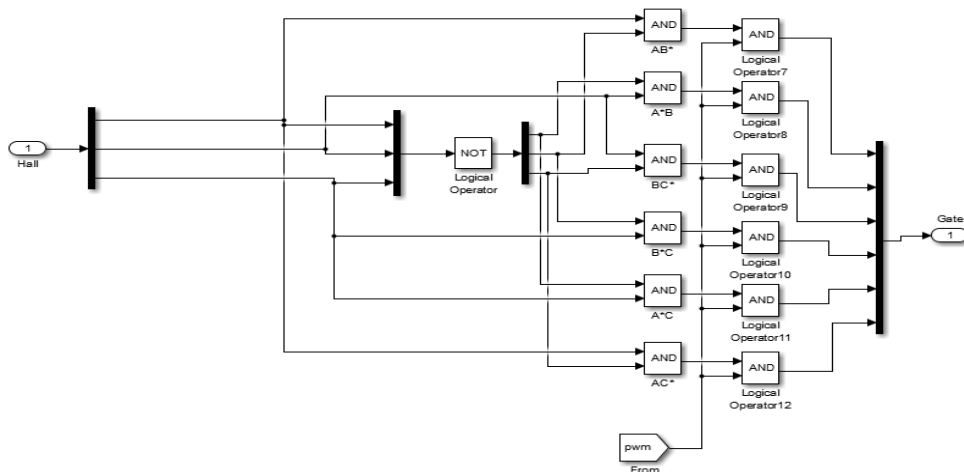 AND
AB*
AND
Logical
Operator7
AND
A*B
AND
Logical
Operator8
1
Hall
NOT
Logical
Operator
AND
BC*
AND
Logical
Operator9
AND
B*C
AND
Logical
Operator10
Gate
1
AND
A*C
AND
Logical
Operator11
AND
AC*
AND
Logical
Operator12
pwm
From